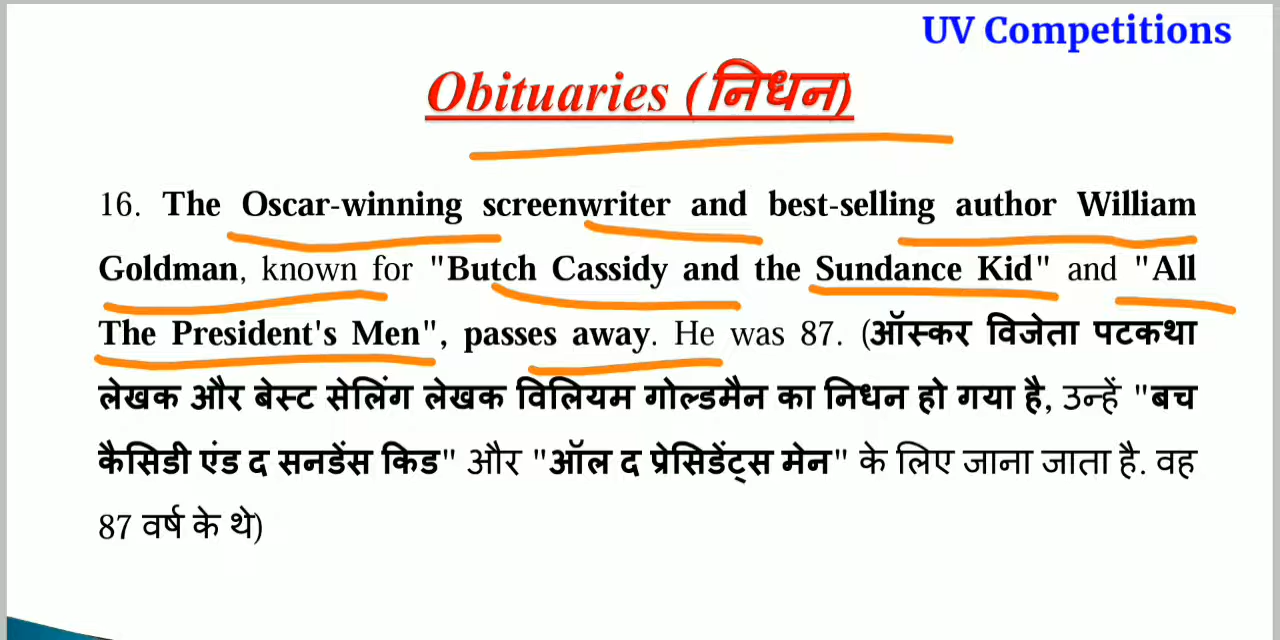 UV Competitions
Obituaries (निधन)
16. The Oscar-winning screenwriter and best-selling author William
Goldman, known for "Butch Cassidy and the Sundance Kid" and "All
The President's Men", passes away. He was 87. (ऑस्कर विजेता पटकथा
लेखक और बेस्ट सेलिंग लेखक विलियम गोल्डमैन का निधन हो गया है, उन्हें "बच
कैसिडी एंड द सनडेंस किड" और "ऑल द प्रेसिडेंट्स मेन" के लिए जाना जाता है. वह
87 वर्ष के थे)